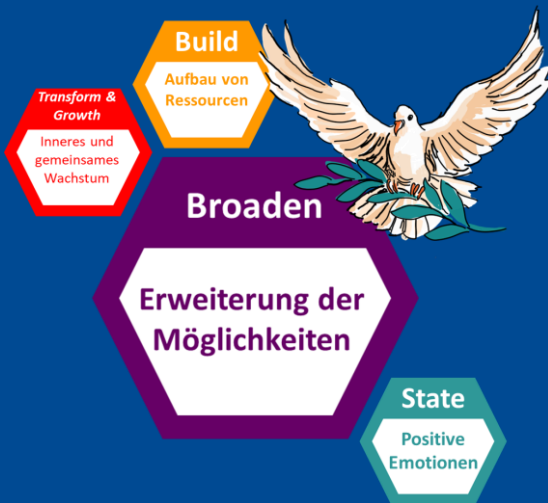 Build
Aufbau von
Ressourcen
Transform &
Growth
Inneres und
gemeinsames
Wachstum
Broaden
Erweiterung der
Möglichkeiten
State
Positive
Emotionen